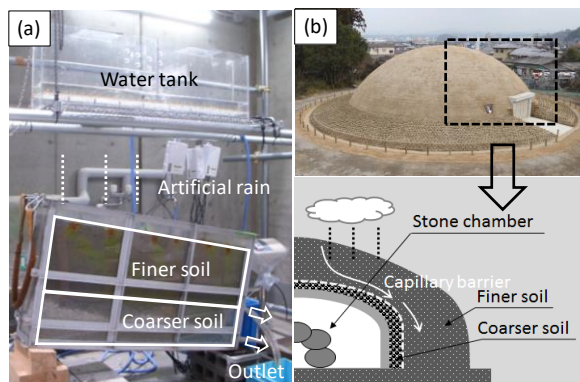 (a)
Water tank
Artificial rain
Finer soil
Coarser soil
Outlet
(b)
Stone chamber
Capillary barrier
Finer soil
Coarser soil